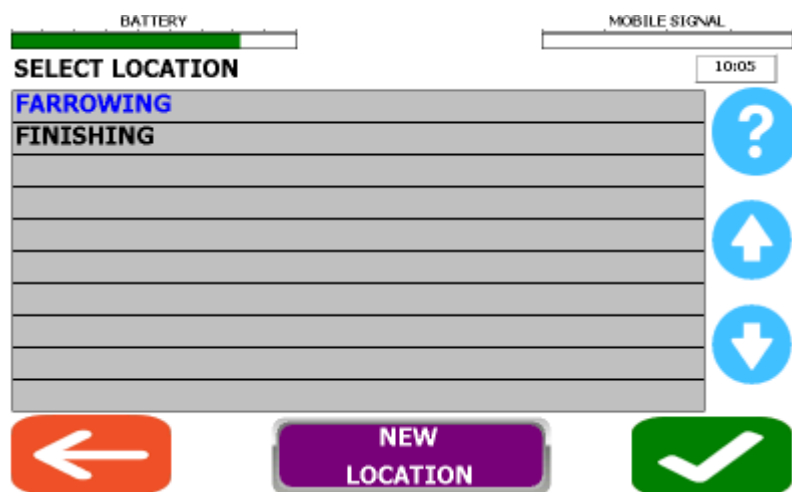 BATTERY
MOBILE SIGNAL
SELECT LOCATION
10:05
FARROWING
FINISHING
?
NEW
LOCATION